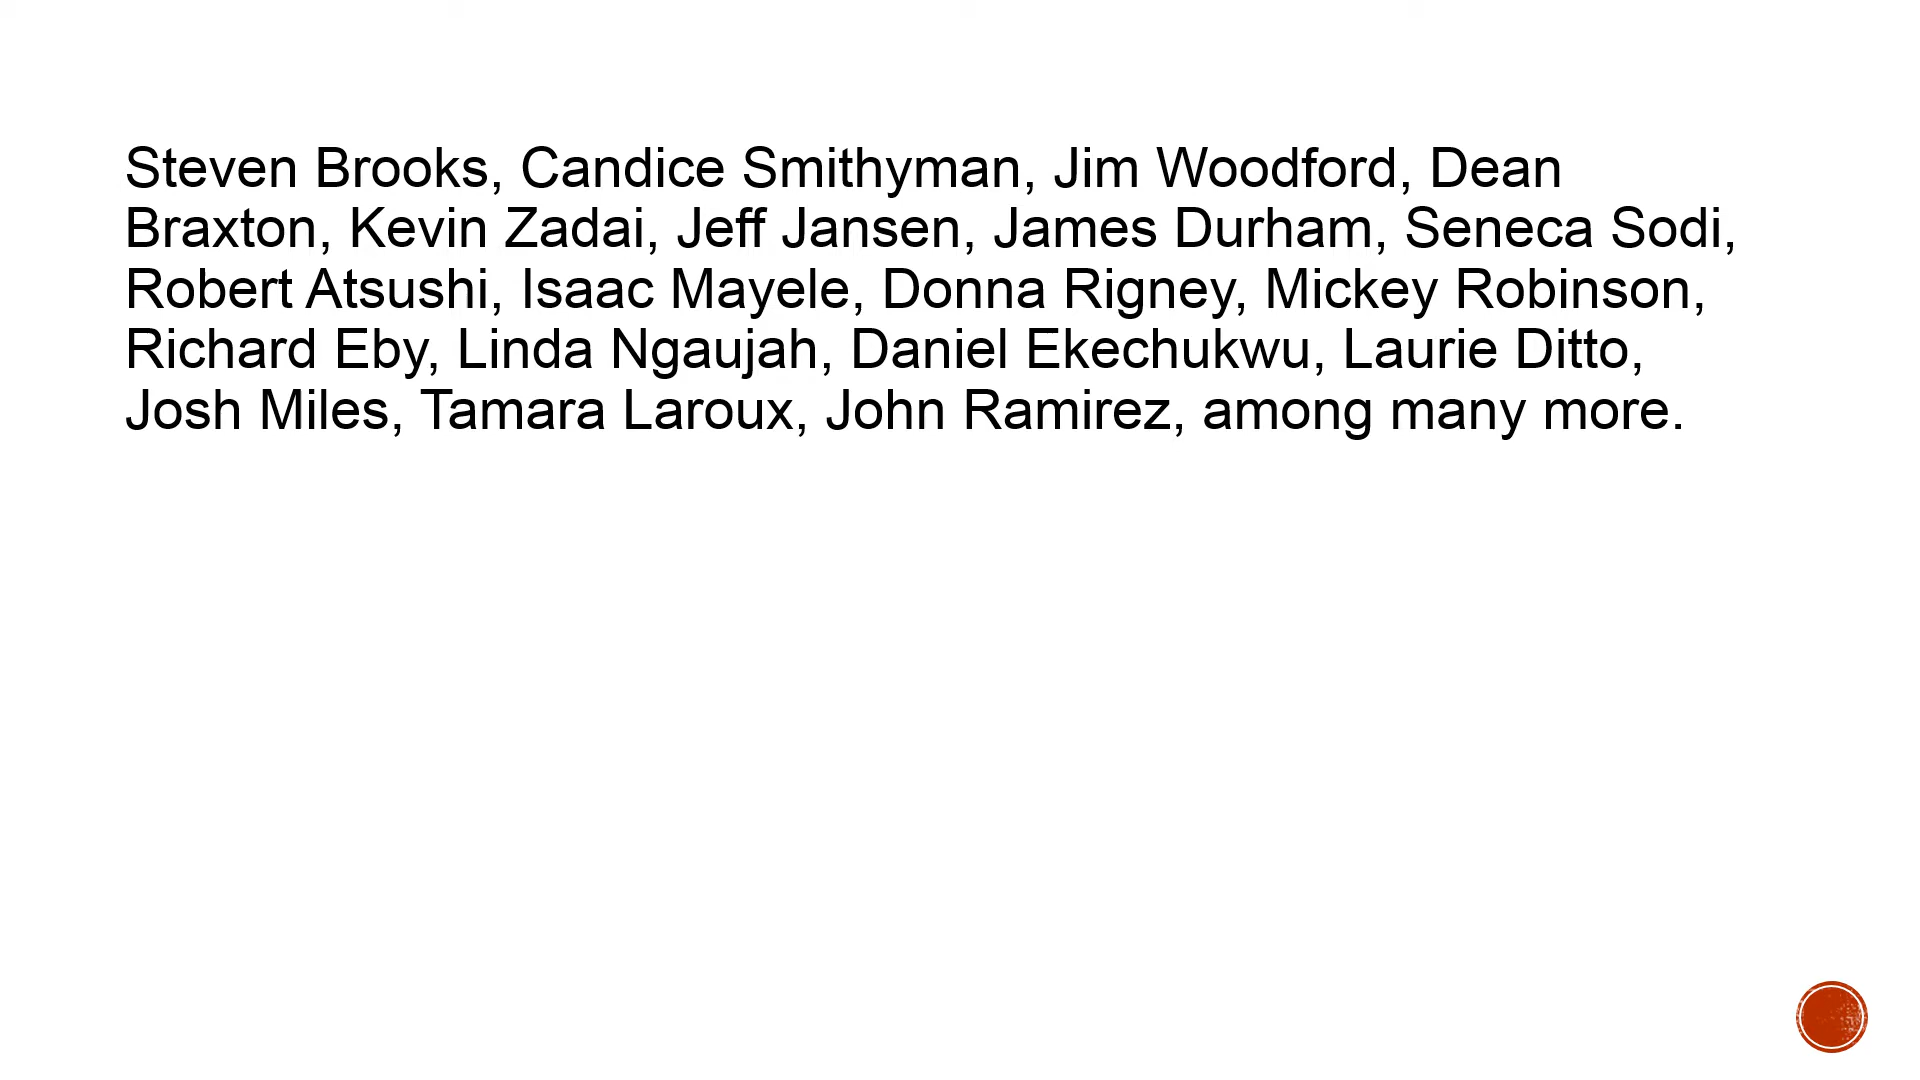 Steven Brooks, Candice Smithyman, Jim Woodford, Dean
Braxton, Kevin Zadai, Jeff Jansen, James Durham, Seneca Sodi,
Robert Atsushi, Isaac Mayele, Donna Rigney, Mickey Robinson,
Richard Eby, Linda Ngaujah, Daniel Ekechukwu, Laurie Ditto,
Josh Miles, Tamara Laroux, John Ramirez, among many more.